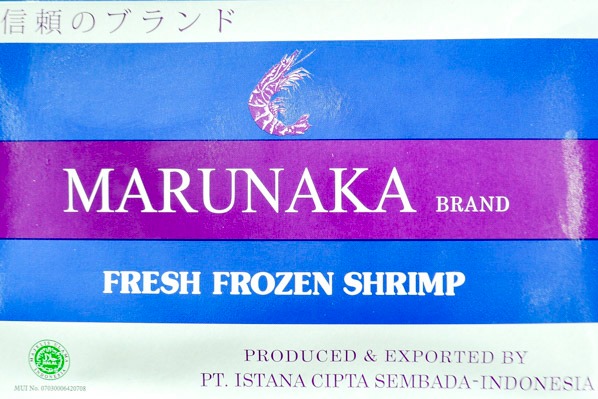 信頼のブランド
MARUNAKA BRAND
FRESH FROZEN SHRIMP
PRODUCED & EXPORTED BY
PT. ISTANA CIPTA SEMBADA-INDONESIA
MUI No. 07030006420708